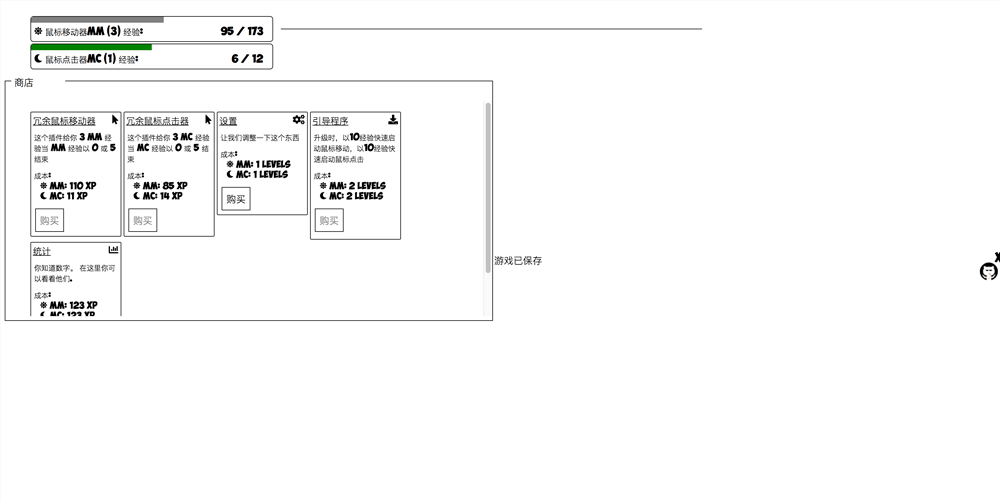 鼠标移动器MM (3) 经验: 95 / 173
鼠标点击器MC (1) 经验: 6 / 12
商店
冗余鼠标移动器
这个插件给你 3 MM 经
验当 MM 经验以 0 或 5
结束
成本:
MM: 110 XP
MC: 11 XP
购买
冗余鼠标点击器
这个插件给你 3 MC 经
验当 MC 经验以 0 或 5 结
束
成本:
MM: 85 XP
MC: 14 XP
购买
设置
让我们调整一下这个东西
成本:
MM: 1 LEVELS
MC: 1 LEVELS
购买
引导程序
升级时，以10经验快速启
动鼠标移动，以10经验快
速启动鼠标点击
成本:
MM: 2 LEVELS
MC: 2 LEVELS
购买
统计
你知道数字。 在这里你可
以看看他们。
成本:
MM: 123 XP
MC: 123 XP
游戏已保存